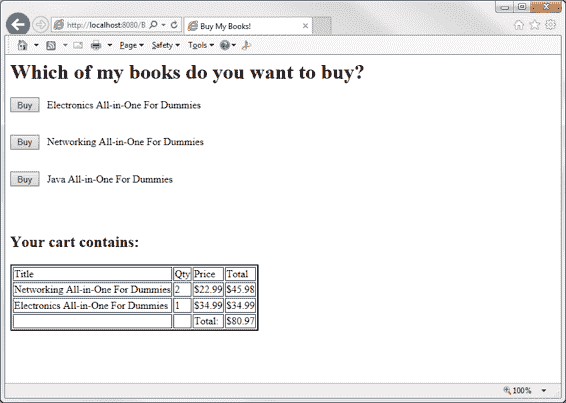 http://localhost:8080/B
Buy My Books!
Page Safety Tools
Which of my books do you want to buy?
Buy Electronics All-in-One For Dummies
Buy Networking All-in-One For Dummies
Buy Java All-in-One For Dummies
Your cart contains:
Title Qty Price Total
Networking All-in-One For Dummies 2 $22.99 $45.98
Electronics All-in-One For Dummies 1 $34.99 $34.99
Total: $80.97
100%